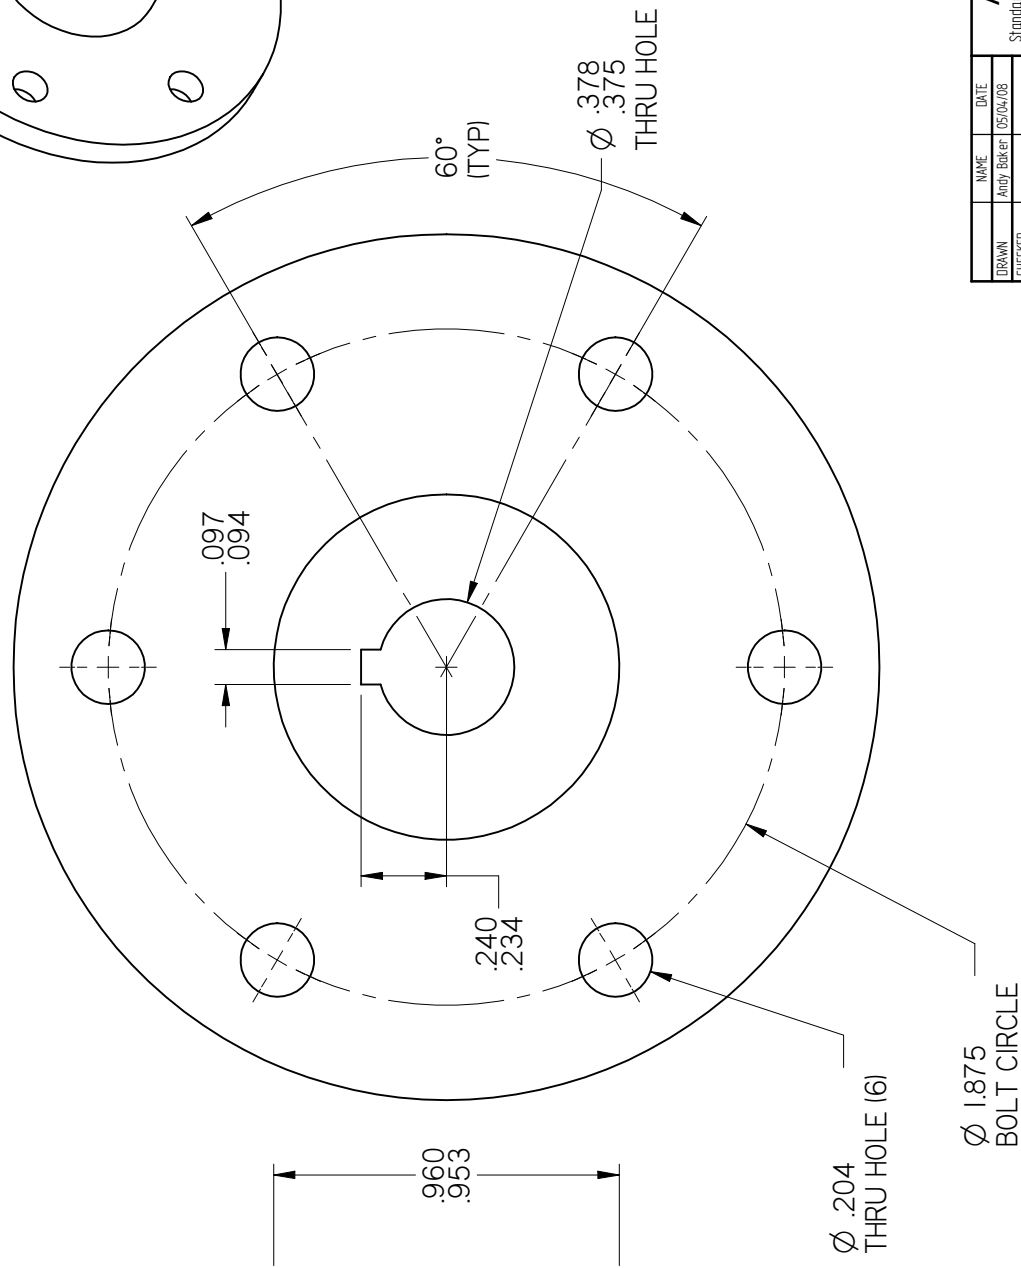 60°
(TYP)
Ø .378
.375
THRU HOLE
.097
.094
.240
.234
.960
.953
Ø .204
THRU HOLE (6)
Ø 1.875
BOLT CIRCLE
NAME DATE
DRAWN Andy Baker 05/04/08